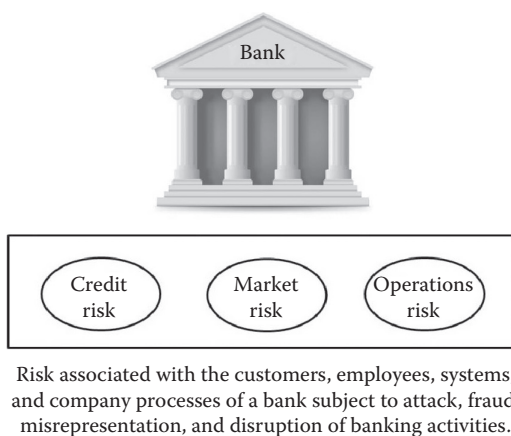 Bank
Credit
risk
Market
risk
Operations
risk
Risk associated with the customers, employees, systems
and company processes of a bank subject to attack, fraud
misrepresentation, and disruption of banking activities.